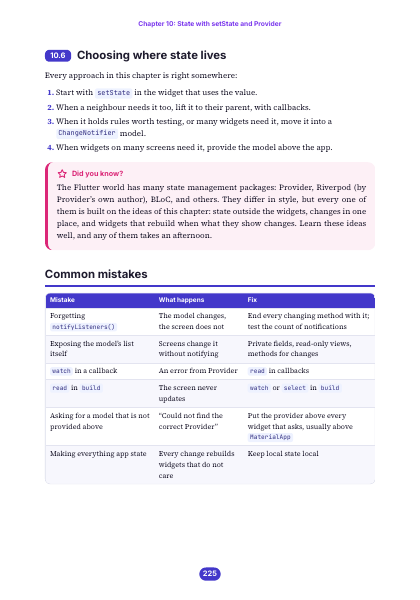 Chapter 10: State with setState and Provider
10.6 Choosing where state lives
Every approach in this chapter is right somewhere:
1. Start with setState in the widget that uses the value.
2. When a neighbour needs it too, lift it to their parent, with callbacks.
3. When it holds rules worth testing, or many widgets need it, move it into a
ChangeNotifier model.
4. When widgets on many screens need it, provide the model above the app.
Did you know?
The Flutter world has many state management packages: Provider, Riverpod (by
Provider's own author), BLoC, and others. They differ in style, but every one of
them is built on the ideas of this chapter: state outside the widgets, changes in one
place, and widgets that rebuild when what they show changes. Learn these ideas
well, and any of them takes an afternoon.
Common mistakes
Mistake What happens Fix
Forgetting The model changes, End every changing method with it;
notifyListeners() the screen does not test the count of notifications
Exposing the model's list Screens change it Private fields, read-only views,
itself without notifying methods for changes
watch in a callback An error from Provider read in callbacks
read in build The screen never watch or select in build
updates
Asking for a model that is not "Could not find the Put the provider above every
provided above correct Provider" widget that asks, usually above
MaterialApp
Making everything app state Every change rebuilds Keep local state local
widgets that do not
care
225